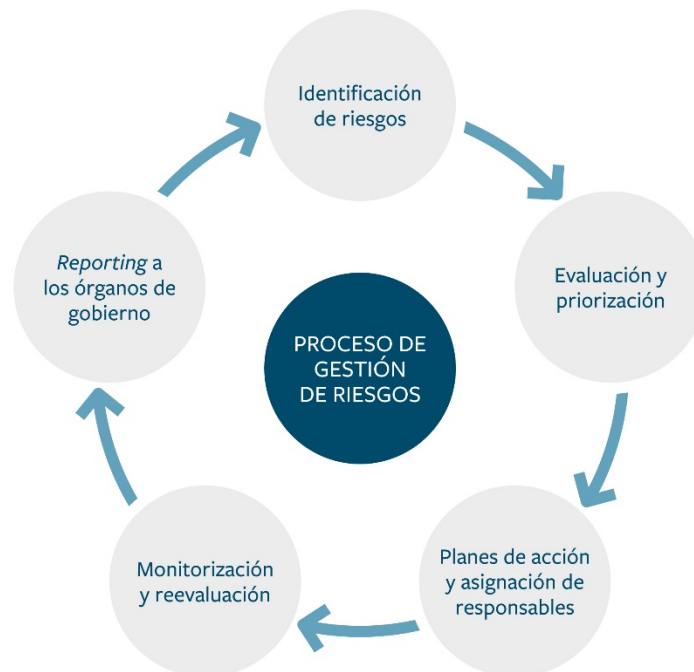 Identificación
de riesgos
Evaluación y
priorización
Planes de acción
y asignación de
responsables
Monitorización
y reevaluación
Reporting a
los órganos de
gobierno
PROCESO DE
GESTIÓN
DE RIESGOS